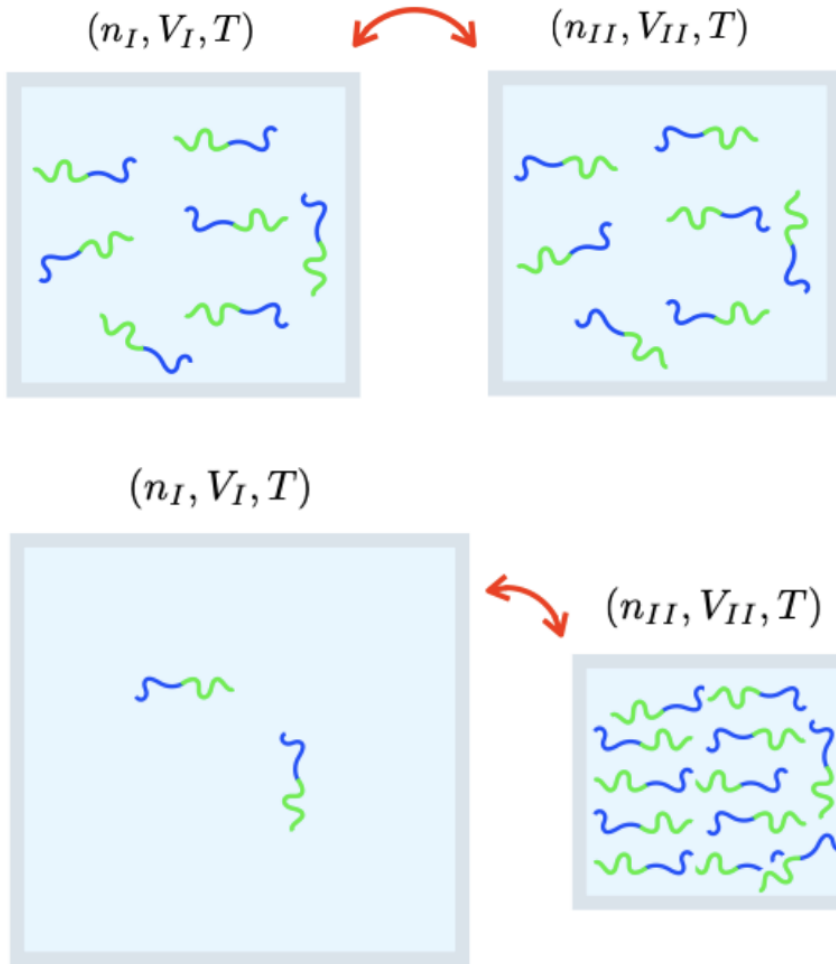 (n_I, V_I, T)
(n_{II}, V_{II}, T)
(n_I, V_I, T)
(n_{II}, V_{II}, T)